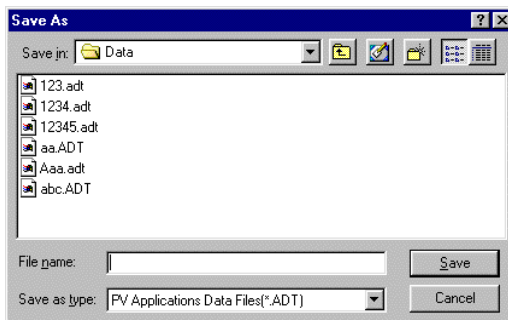 Save As
Save in: Data
123.adt
1234.adt
12345.adt
aa.ADT
Aaa.adt
abc.ADT
File name: Save
Save as type: PV Applications Data Files(*.ADT) Cancel